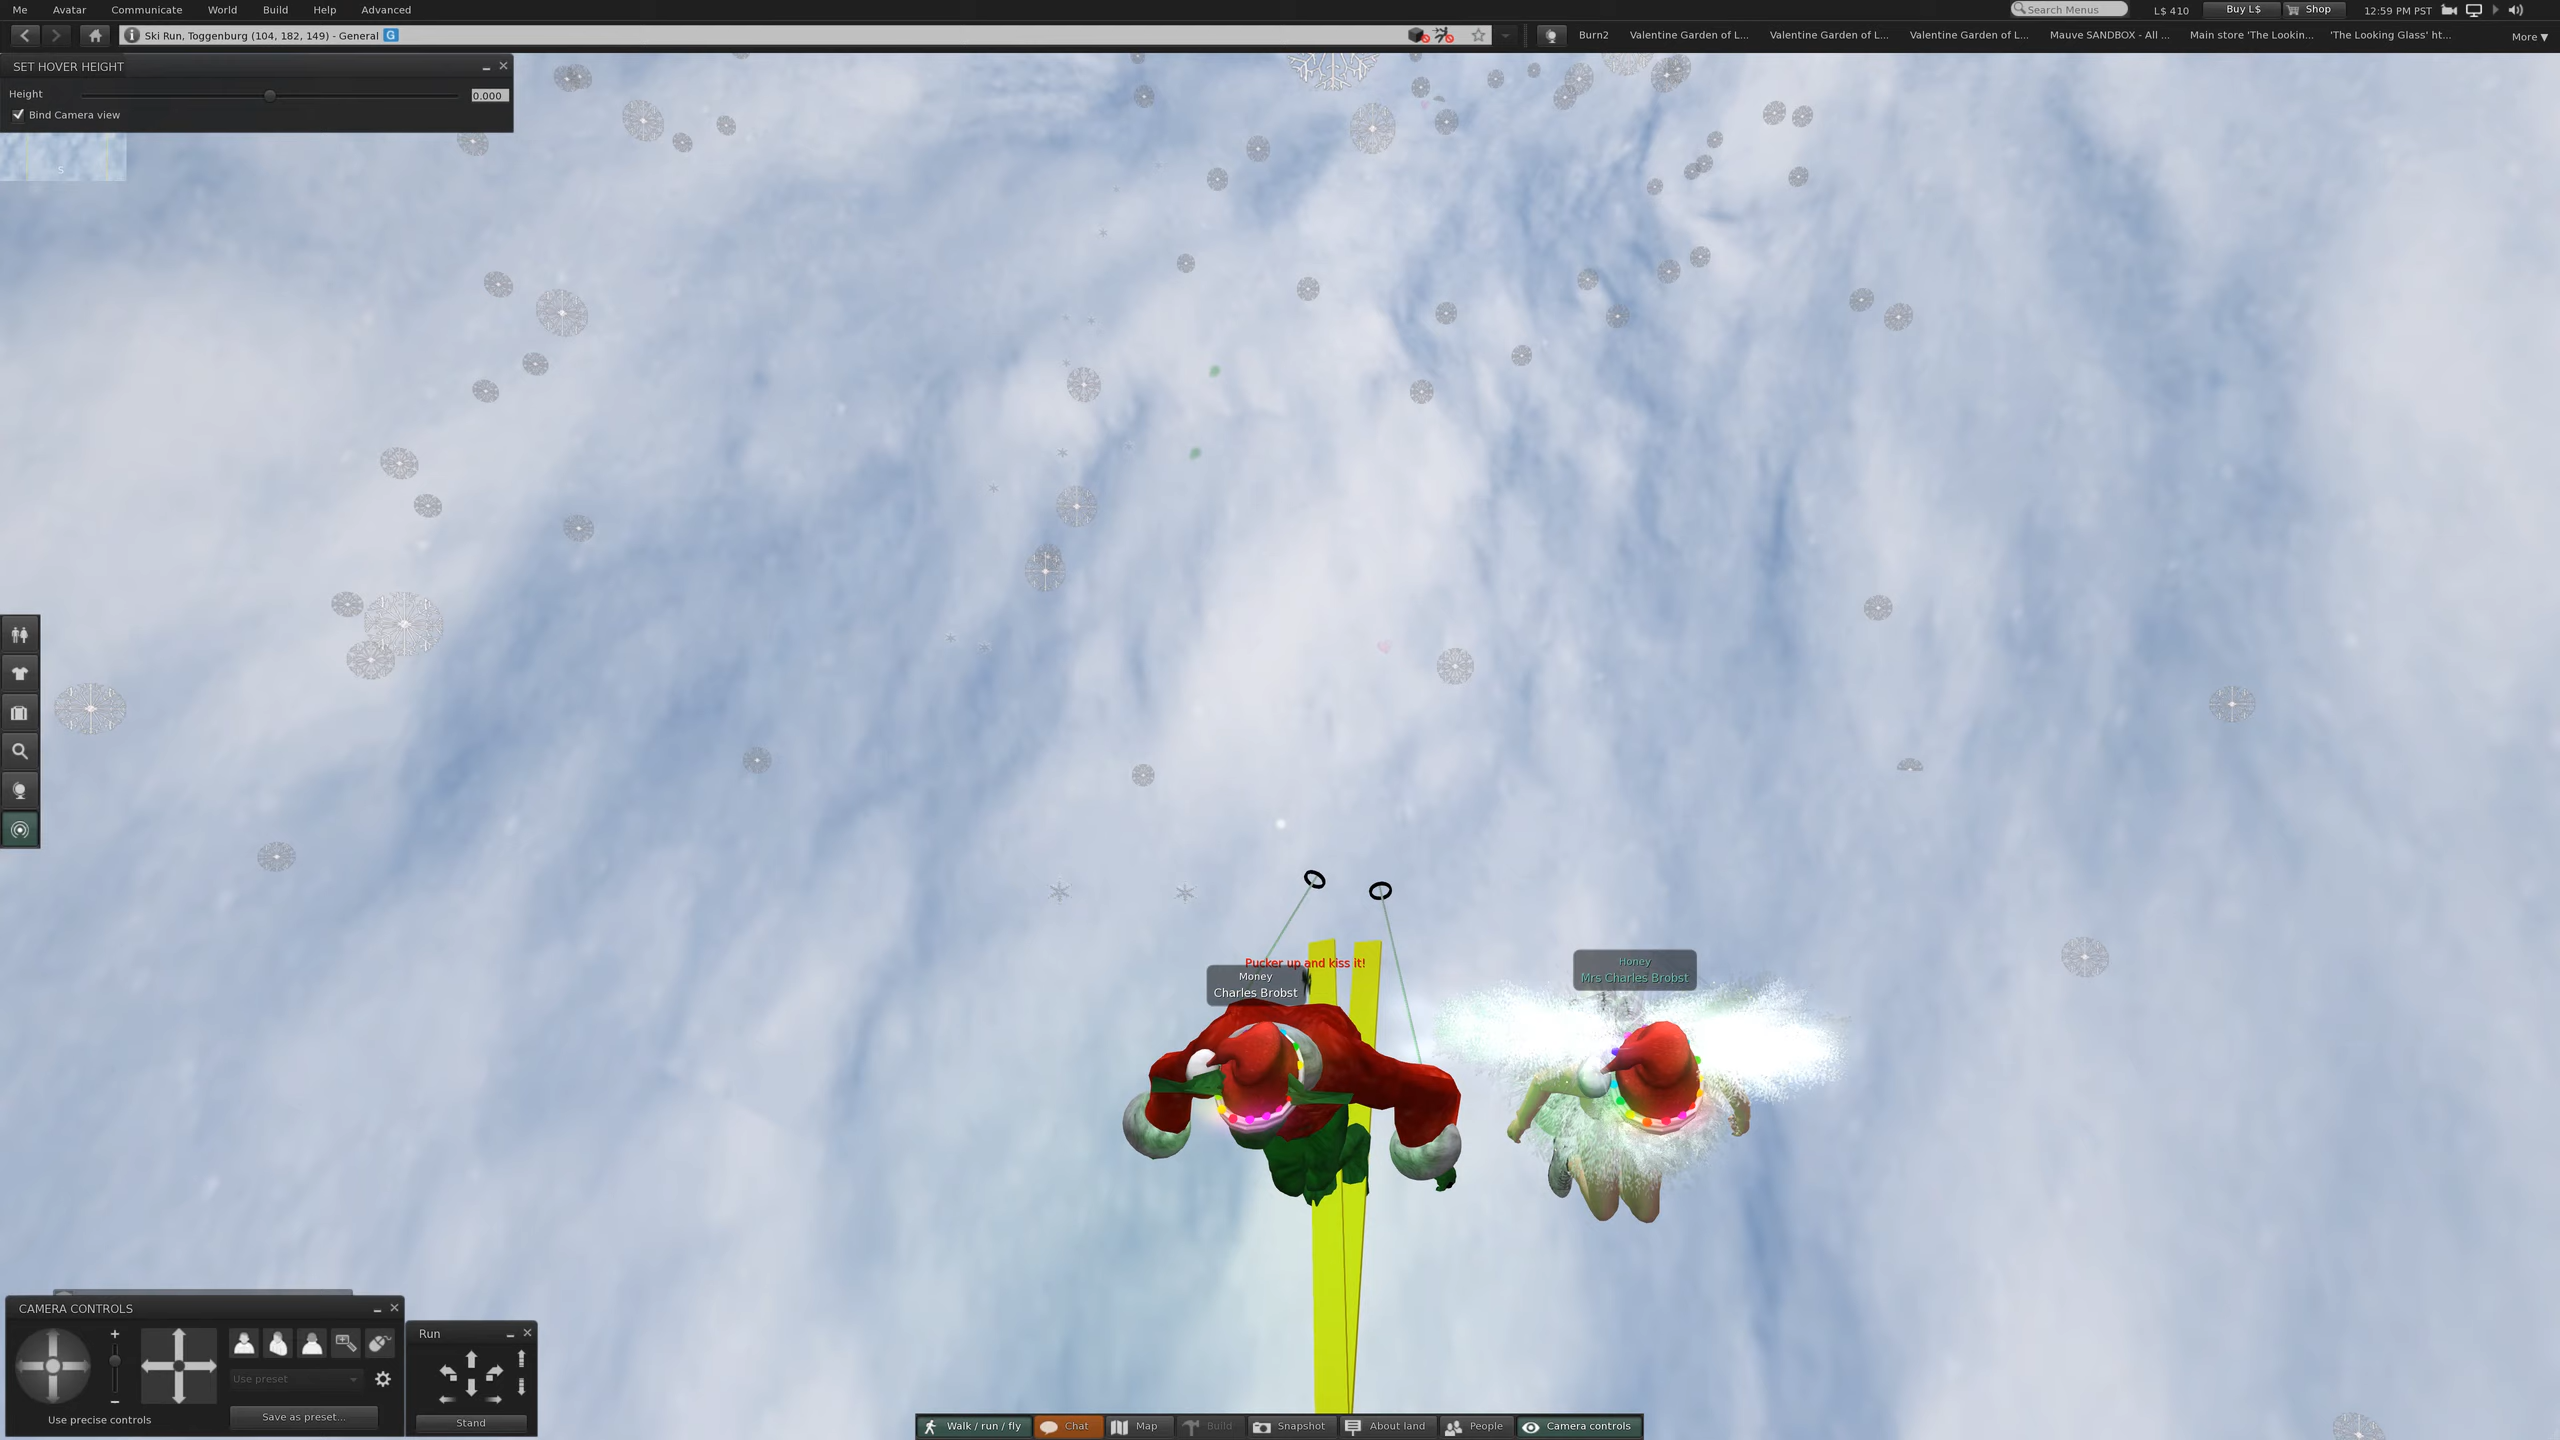 Me Avatar Communicate World Build Help Advanced
Search Menus L$ 410 Buy L$ Shop 12:59 PM PST
Ski Run, Toggenburg (104, 182, 149) - General G
Burn2 Valentine Garden of L... Valentine Garden of L... Valentine Garden of L... Mauve SANDBOX - All ... Main store 'The Lookin... 'The Looking Glass' ht... More ▼
SET HOVER HEIGHT
Height 0.000
Bind Camera view
S
Pucker up and kiss it!
Money
Charles Brobst
Honey
Mrs Charles Brobst
CAMERA CONTROLS
Use preset
Use precise controls
Save as preset...
Run
Stand
Walk / run / fly Chat Map Build Snapshot About land People Camera controls